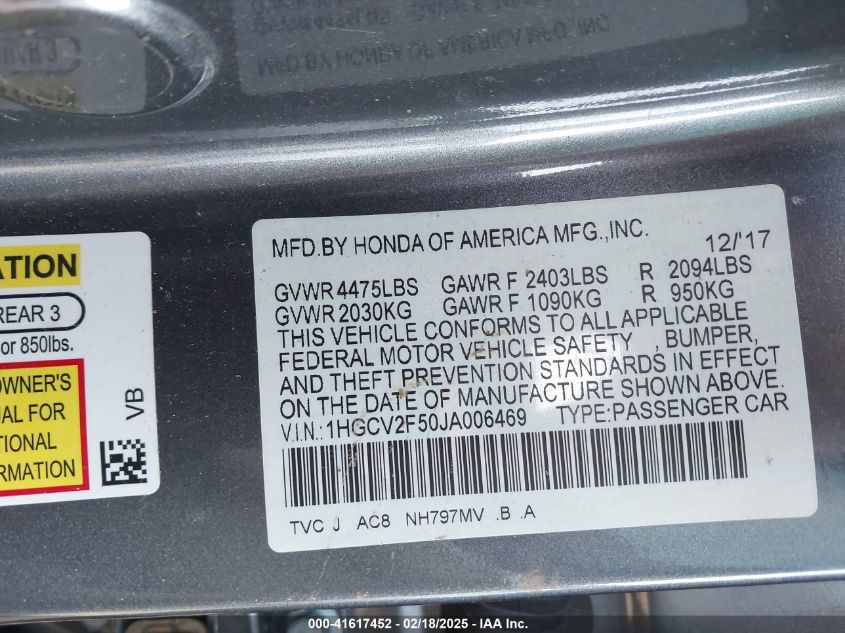 MFD.BY HONDA OF AMERICA MFG.,INC.
12/'17
GVWR 4475LBS GAWR F 2403LBS R 2094LBS
GVWR 2030KG GAWR F 1090KG R 950KG
THIS VEHICLE CONFORMS TO ALL APPLICABLE
FEDERAL MOTOR VEHICLE SAFETY , BUMPER,
AND THEFT PREVENTION STANDARDS IN EFFECT
ON THE DATE OF MANUFACTURE SHOWN ABOVE.
V.I.N.:1HGCV2F50JA006469 TYPE:PASSENGER CAR
TVC J AC8 NH797MV .B .A
ATION
REAR 3
or 850lbs.
OWNER'S
AL FOR
TIONAL
RMATION
VB
000-41617452 - 02/18/2025 - IAA Inc.